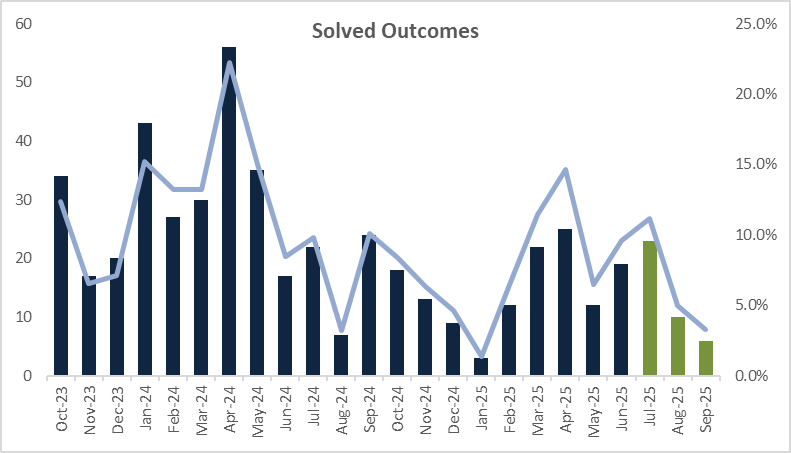 Solved Outcomes
60
50
40
30
20
10
0
25.0%
20.0%
15.0%
10.0%
5.0%
0.0%
Oct-23
Nov-23
Dec-23
Jan-24
Feb-24
Mar-24
Apr-24
May-24
Jun-24
Jul-24
Aug-24
Sep-24
Oct-24
Nov-24
Dec-24
Jan-25
Feb-25
Mar-25
Apr-25
May-25
Jun-25
Jul-25
Aug-25
Sep-25